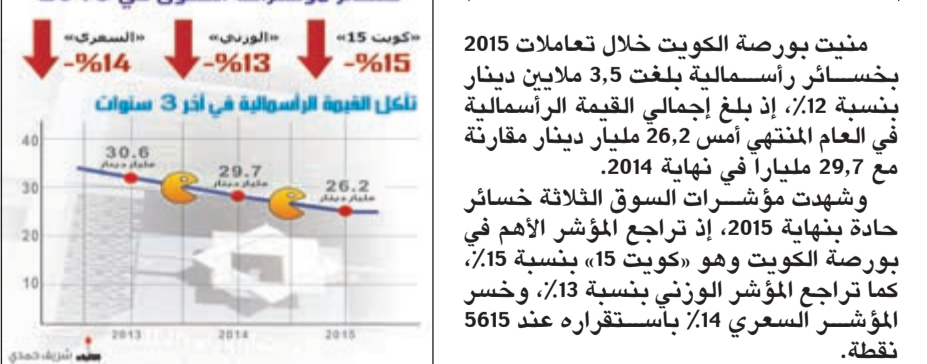 منيت بورصة الكويت خلال تعاملات 2015
بخسائر رأسمالية بلغت 3,5 ملايين دينار
بنسبة 12٪، إذ بلغ إجمالي القيمة الرأسمالية
في العام المنتهي أمس 26,2 مليار دينار مقارنة
مع 29,7 مليارا في نهاية 2014.
وشهدت مؤشرات السوق الثلاثة خسائر
حادة بنهاية 2015، إذ تراجع المؤشر الأهم في
بورصة الكويت وهو «كويت 15» بنسبة 15٪،
كما تراجع المؤشر الوزني بنسبة 13٪، وخسر
المؤشر السعري 14٪ باستقراره عند 5615
نقطة.
«كويت 15» «الوزني» «السعري»
-%15 -%13 -%14
تآكل القيمة الرأسمالية في آخر 3 سنوات
40
30
20
10
30.6
مليار دينار
29.7
مليار دينار
26.2
مليار دينار
2013 2014 2015
شريف حمدي